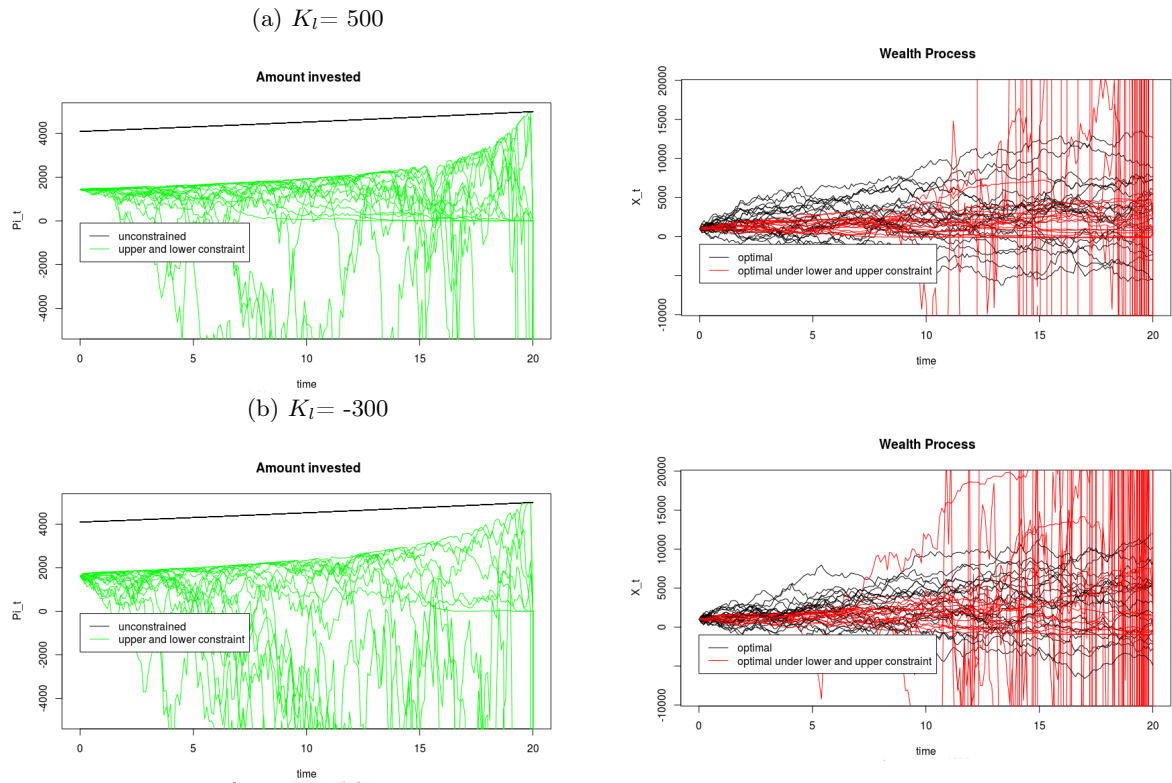 (a) K_l= 500
Amount invested
Pi_t
4000
2000
0
-2000
-4000
unconstrained
upper and lower constraint
0 5 10 15 20
time
Wealth Process
X_t
20000
15000
10000
5000
0
-10000
optimal
optimal under lower and upper constraint
0 5 10 15 20
time
(b) K_l= -300
Amount invested
Pi_t
4000
2000
0
-2000
-4000
unconstrained
upper and lower constraint
0 5 10 15 20
time
Wealth Process
X_t
20000
15000
10000
5000
0
-10000
optimal
optimal under lower and upper constraint
0 5 10 15 20
time